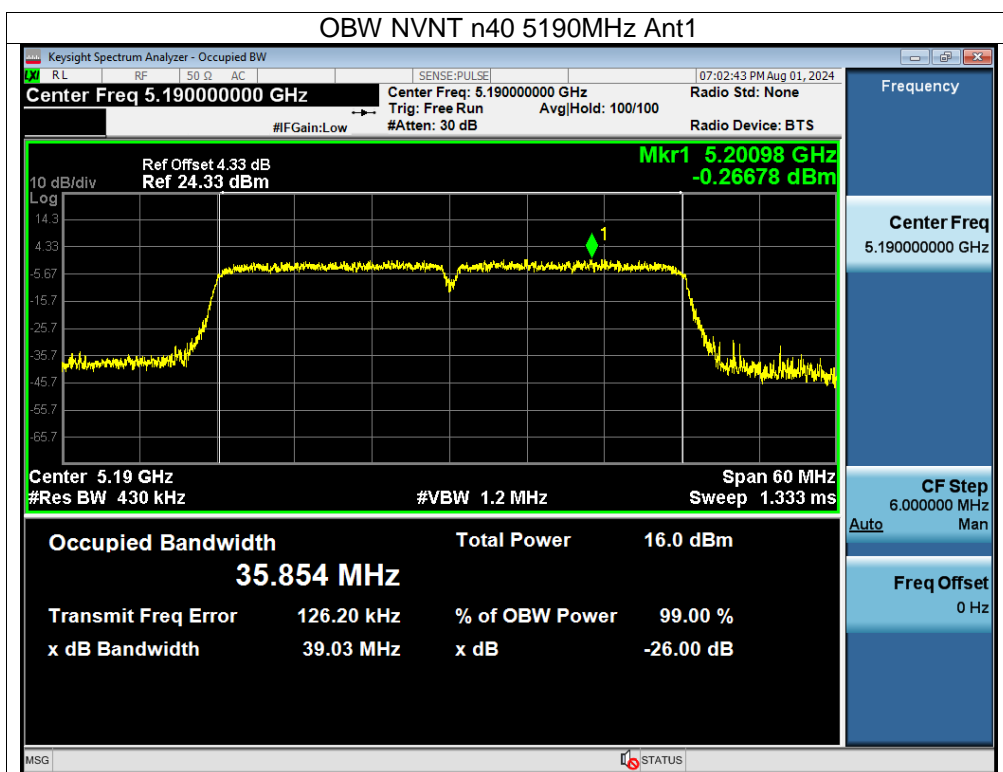 OBW NVNT n40 5190MHz Ant1
Keysight Spectrum Analyzer - Occupied BW
LXI RL RF 50 Ω AC SENSE:PULSE 07:02:43 PM Aug 01, 2024
Center Freq 5.190000000 GHz
#IFGain:Low
Center Freq: 5.190000000 GHz
Trig: Free Run Avg|Hold: 100/100
#Atten: 30 dB
Radio Std: None
Radio Device: BTS
Ref Offset 4.33 dB
10 dB/div Ref 24.33 dBm
Mkr1 5.20098 GHz
-0.26678 dBm
Log
14.3
4.33
-5.67
-15.7
-25.7
-35.7
-45.7
-55.7
-65.7
1
Center 5.19 GHz Span 60 MHz
#Res BW 430 kHz #VBW 1.2 MHz Sweep 1.333 ms
Occupied Bandwidth Total Power 16.0 dBm
35.854 MHz
Transmit Freq Error 126.20 kHz % of OBW Power 99.00 %
x dB Bandwidth 39.03 MHz x dB -26.00 dB
MSG STATUS
Frequency
Center Freq
5.190000000 GHz
CF Step
6.000000 MHz
Auto Man
Freq Offset
0 Hz